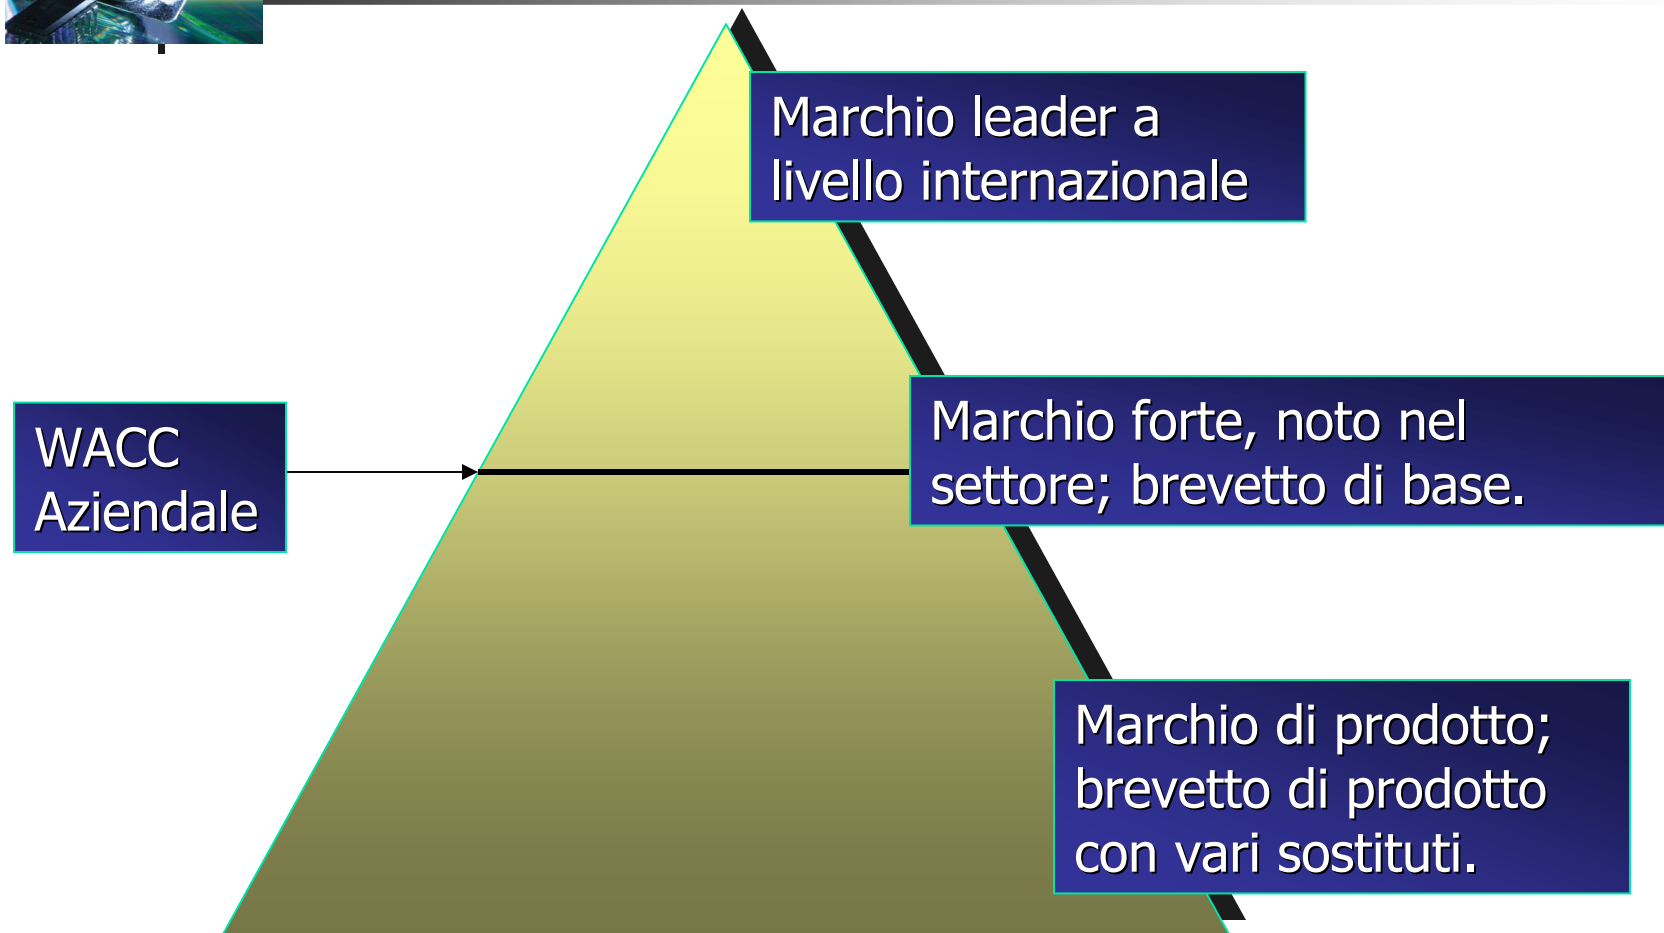 Marchio leader a
livello internazionale
WACC
Aziendale
Marchio forte, noto nel
settore; brevetto di base.
Marchio di prodotto;
brevetto di prodotto
con vari sostituti.